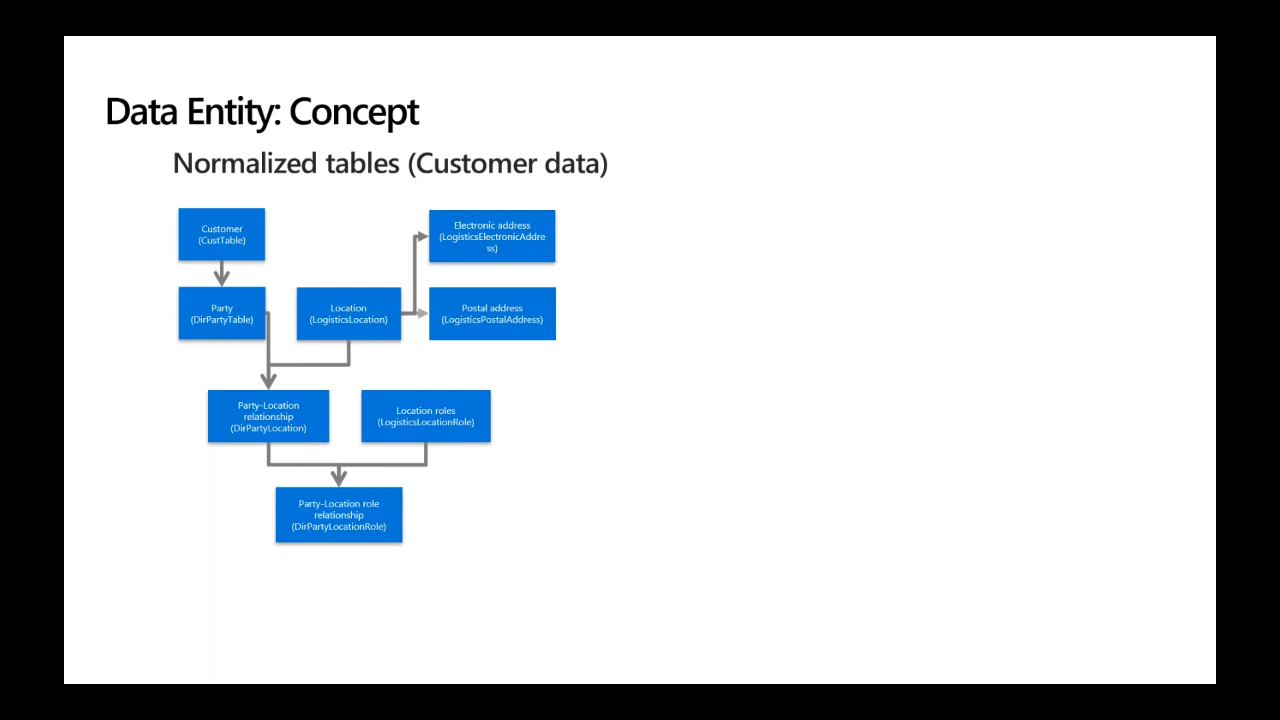 Data Entity: Concept
Normalized tables (Customer data)
Customer
(CustTable)
Electronic address
(LogisticsElectronicAddre
ss)
Party
(DirPartyTable)
Location
(LogisticsLocation)
Postal address
(LogisticsPostalAddress)
Party-Location
relationship
(DirPartyLocation)
Location roles
(LogisticsLocationRole)
Party-Location role
relationship
(DirPartyLocationRole)